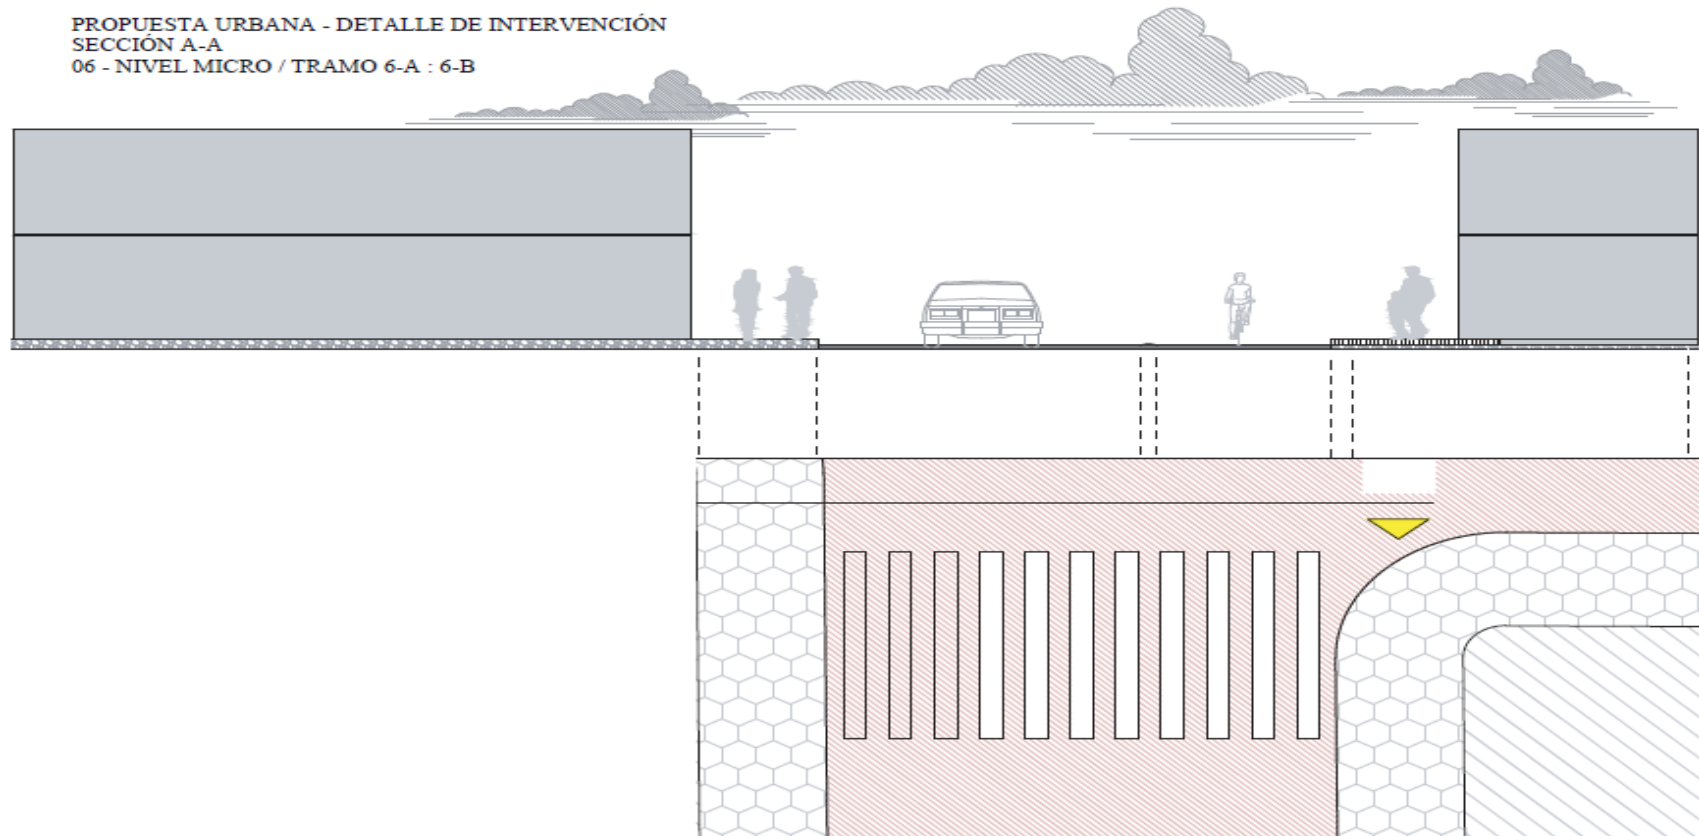 PROPUESTA URBANA - DETALLE DE INTERVENCIÓN
SECCIÓN A-A
06 - NIVEL MICRO / TRAMO 6-A : 6-B